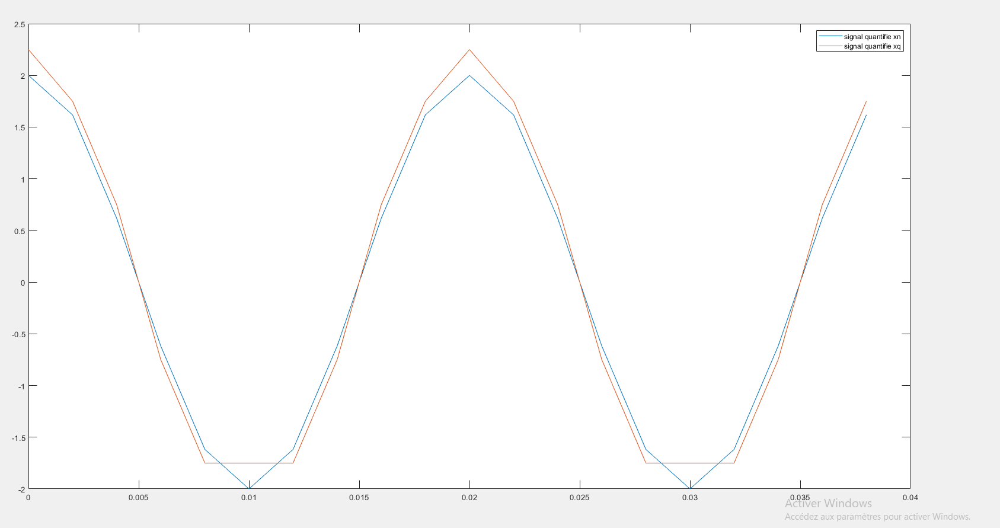 2.5
2
1.5
1
0.5
0
-0.5
-1
-1.5
-2
signal quantifie xn
signal quantifie xq
0 0.005 0.01 0.015 0.02 0.025 0.03 0.035 0.04
Activer Windows
Accédez aux paramètres pour activer Windows.